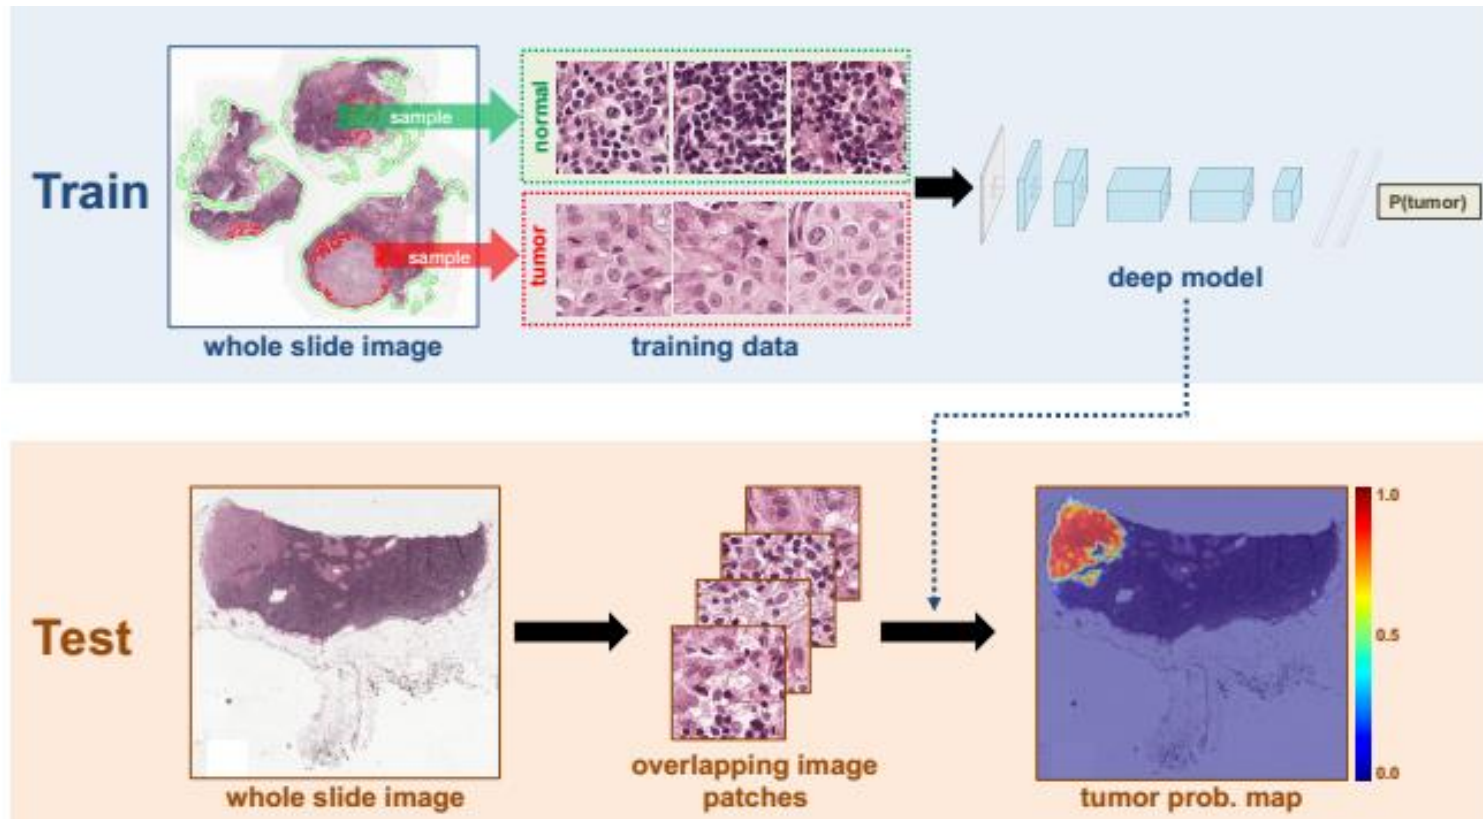 Train
sample
sample
whole slide image
normal
tumor
training data
deep model
P(tumor)
Test
whole slide image
overlapping image
patches
tumor prob. map
1.0
0.5
0.0